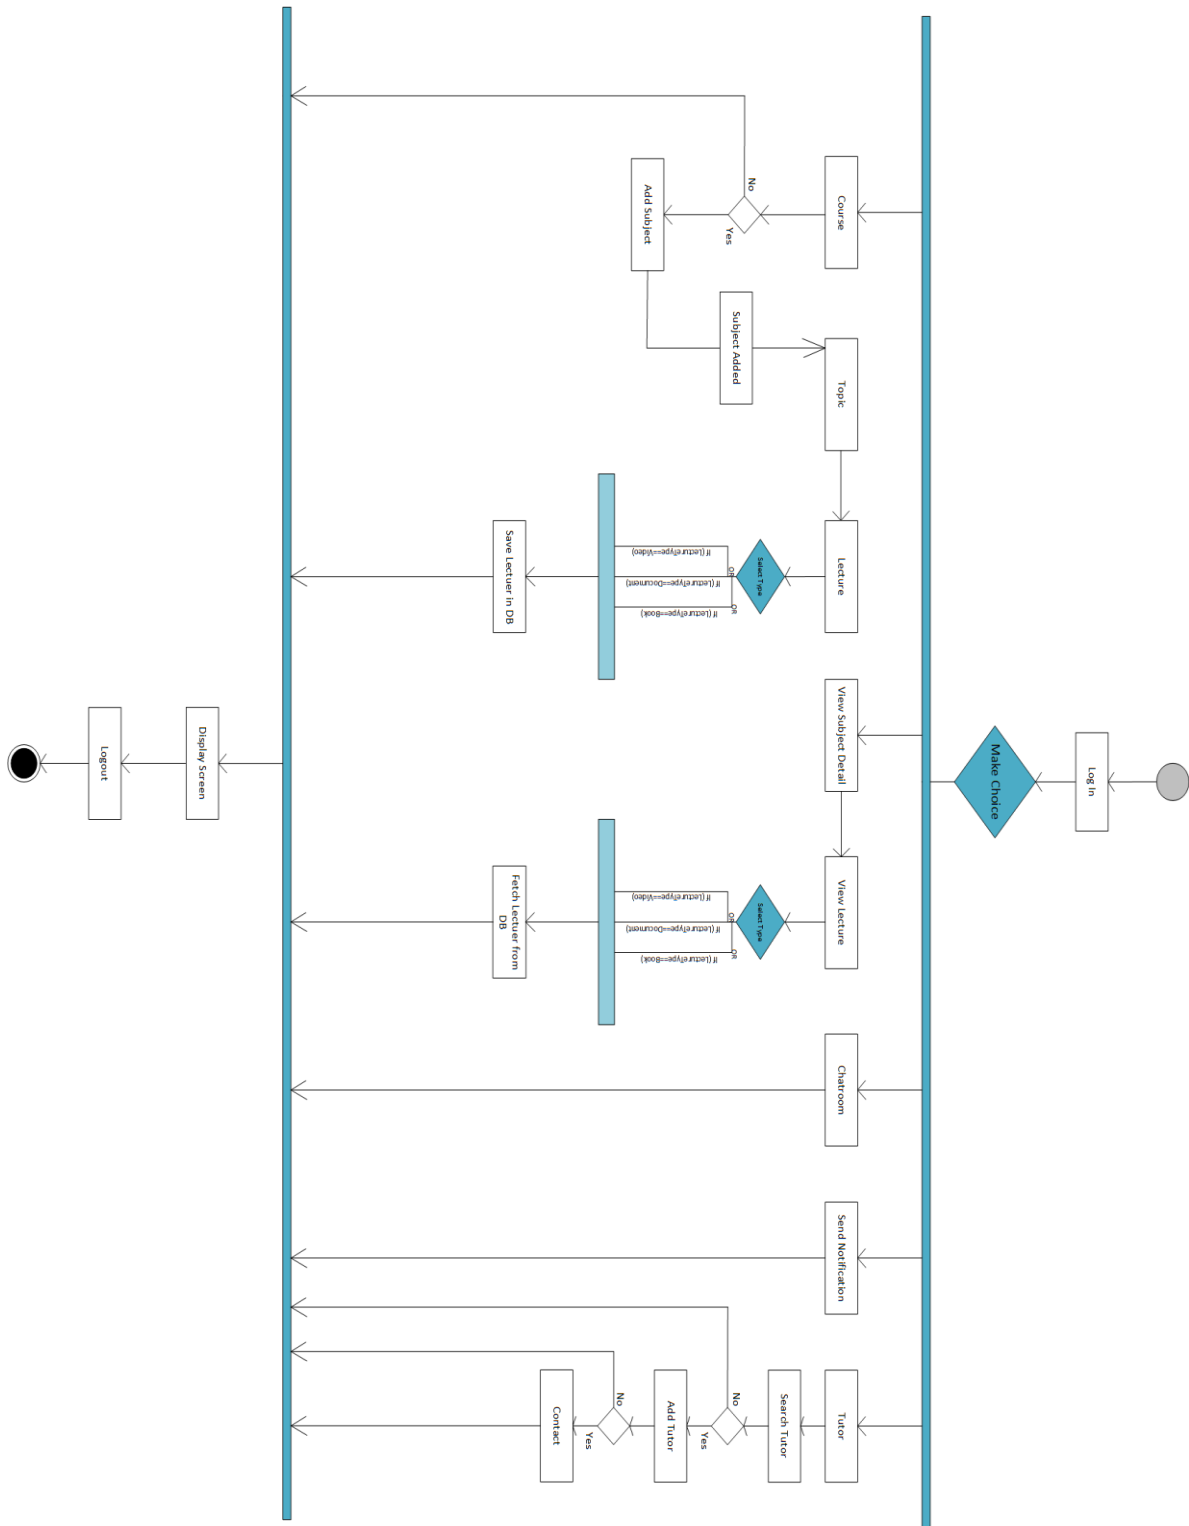 Log In
Make Choice
Course
No
Yes
Add Subject
Subject Added
Topic
Lecture
Select Type
OR
OR
If (LectureType==Video)
If (LectureType==Document)
If (LectureType==Book)
Save Lectuer in DB
View Subject Detail
View Lecture
Select Type
OR
OR
If (LectureType==Video)
If (LectureType==Document)
If (LectureType==Book)
Fetch Lectuer from
DB
Chatroom
Send Notification
Tutor
Search Tutor
No
Yes
Add Tutor
No
Yes
Contact
Display Screen
Logout